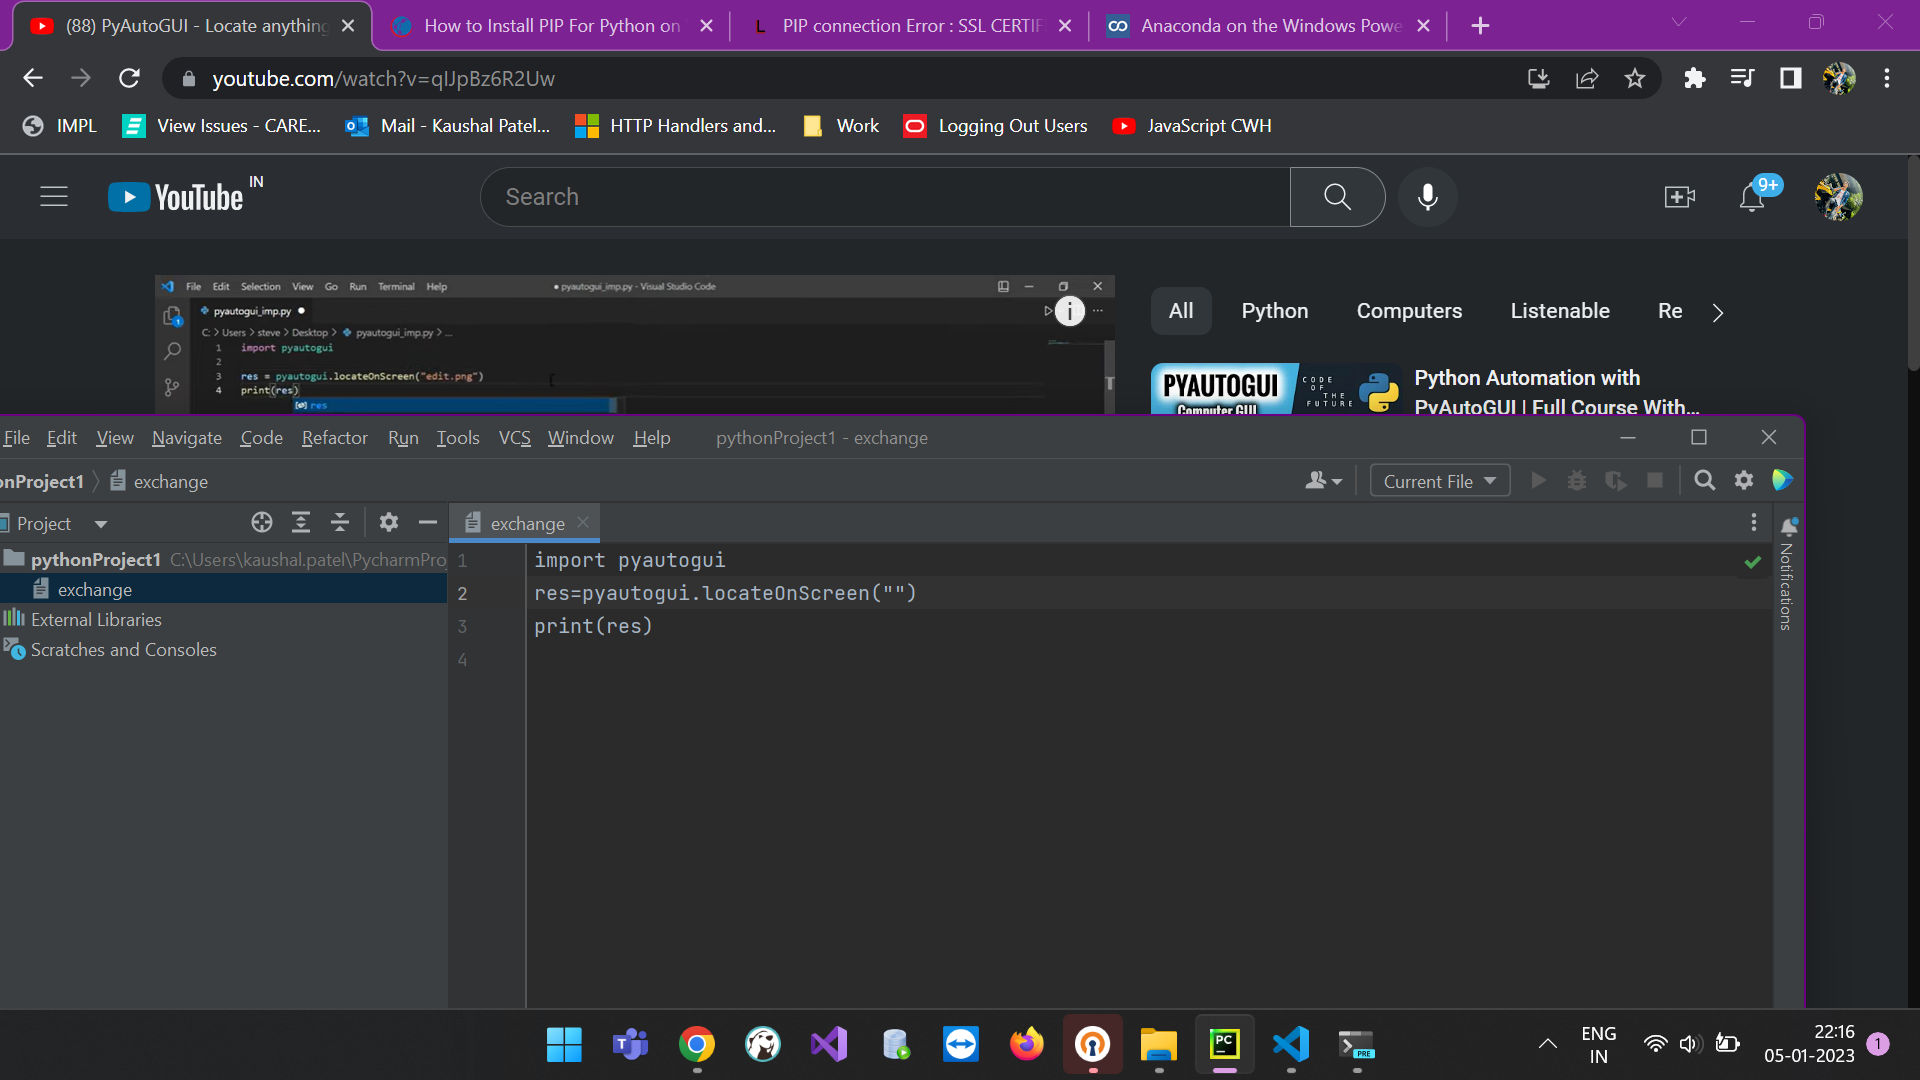 (88) PyAutoGUI - Locate anything
How to Install PIP For Python on
PIP connection Error : SSL CERTIF
Anaconda on the Windows Powe
youtube.com/watch?v=qIJpBz6R2Uw
IMPL
View Issues - CARE...
Mail - Kaushal Patel...
HTTP Handlers and...
Work
Logging Out Users
JavaScript CWH
YouTube IN
Search
9+
File Edit Selection View Go Run Terminal Help
● pyautogui_imp.py - Visual Studio Code
pyautogui_imp.py ●
C: > Users > steve > Desktop > pyautogui_imp.py > ...
1 import pyautogui
2
3 res = pyautogui.locateOnScreen("edit.png")
4 print(res)
res
All Python Computers Listenable Re
PYAUTOGUI
Computer GUI
CODE
OF
THE
FUTURE
Python Automation with
PyAutoGUI | Full Course With...
File Edit View Navigate Code Refactor Run Tools VCS Window Help
pythonProject1 - exchange
onProject1
exchange
Current File
Project
exchange
pythonProject1 C:\Users\kaushal.patel\PycharmPro
exchange
External Libraries
Scratches and Consoles
1 import pyautogui
2 res=pyautogui.locateOnScreen("")
3 print(res)
4
Notifications
T
PC
PRE
ENG
IN
22:16
05-01-2023
1